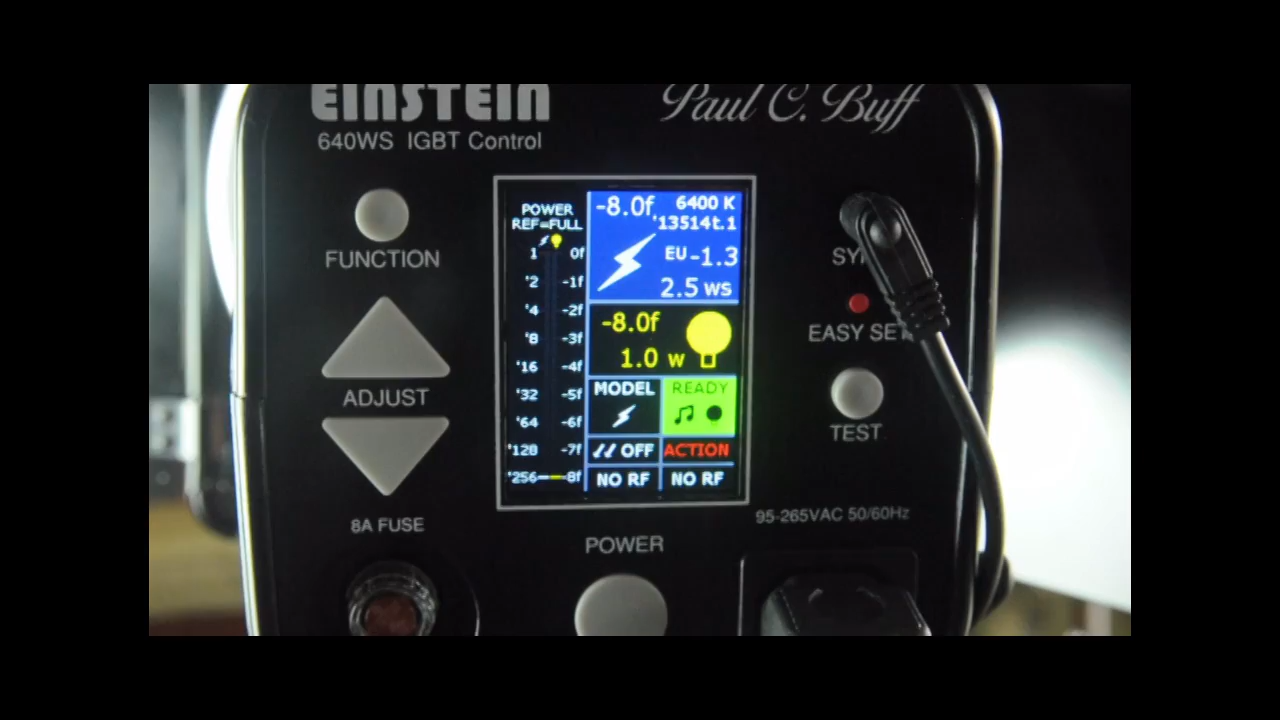 EINSTEIN
Paul C. Buff
640WS IGBT Control
FUNCTION
ADJUST
8A FUSE
POWER
REF=FULL
1 0f
'2 -1f
'4 -2f
'8 -3f
'16 -4f
'32 -5f
'64 -6f
'128 -7f
'256 -8f
-8.0f 6400 K
'13514t.1
EU -1.3
2.5 WS
-8.0f
1.0 W
MODEL READY
OFF ACTION
NO RF NO RF
EASY SET
TEST
95-265VAC 50/60Hz
POWER